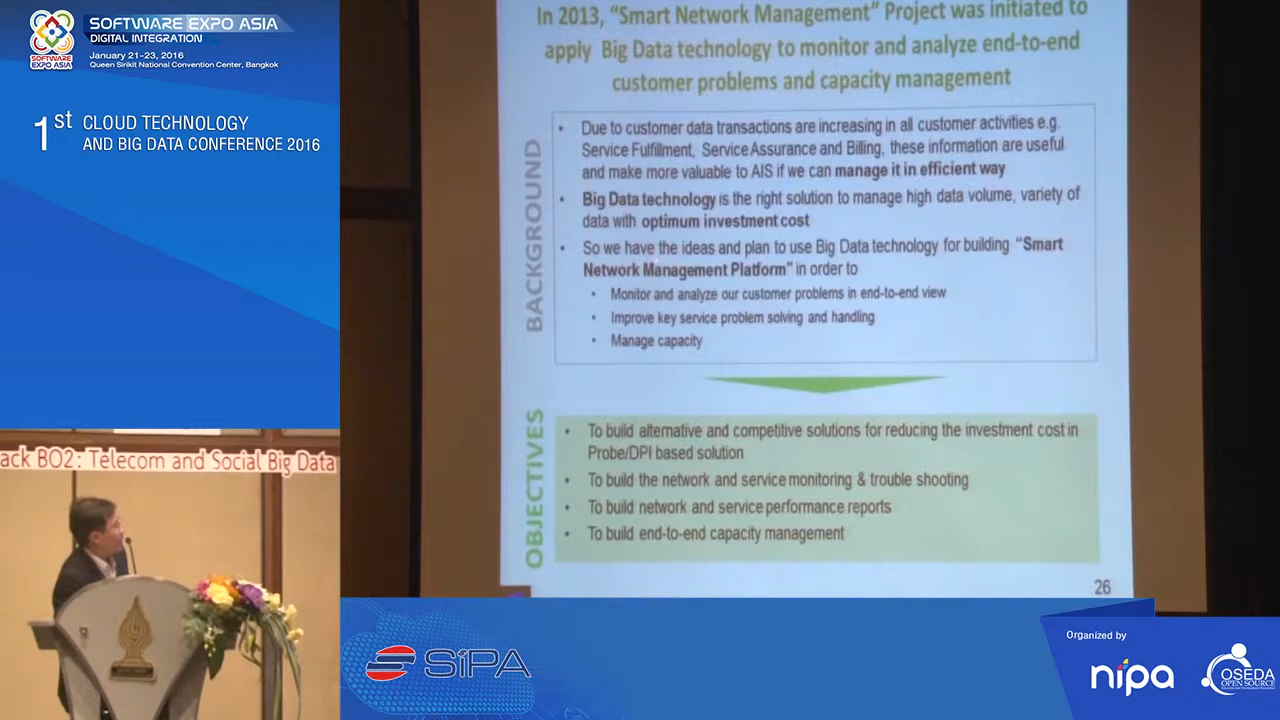 SOFTWARE EXPO ASIA
DIGITAL INTEGRATION
January 21–23, 2016
Queen Sirikit National Convention Center, Bangkok
SOFTWARE
EXPO ASIA
1st CLOUD TECHNOLOGY
AND BIG DATA CONFERENCE 2016
ack BO2: Telecom and Social Big Data
In 2013, “Smart Network Management” Project was initiated to
apply Big Data technology to monitor and analyze end-to-end
customer problems and capacity management
BACKGROUND
• Due to customer data transactions are increasing in all customer activities e.g.
Service Fulfillment, Service Assurance and Billing, these information are useful
and make more valuable to AIS if we can manage it in efficient way
• Big Data technology is the right solution to manage high data volume, variety of
data with optimum investment cost
• So we have the ideas and plan to use Big Data technology for building “Smart
Network Management Platform” in order to
• Monitor and analyze our customer problems in end-to-end view
• Improve key service problem solving and handling
• Manage capacity
OBJECTIVES
• To build alternative and competitive solutions for reducing the investment cost in
Probe/DPI based solution
• To build the network and service monitoring & trouble shooting
• To build network and service performance reports
• To build end-to-end capacity management
26
SiPA
Organized by
nipa
OSEDA
OPEN SOURCE